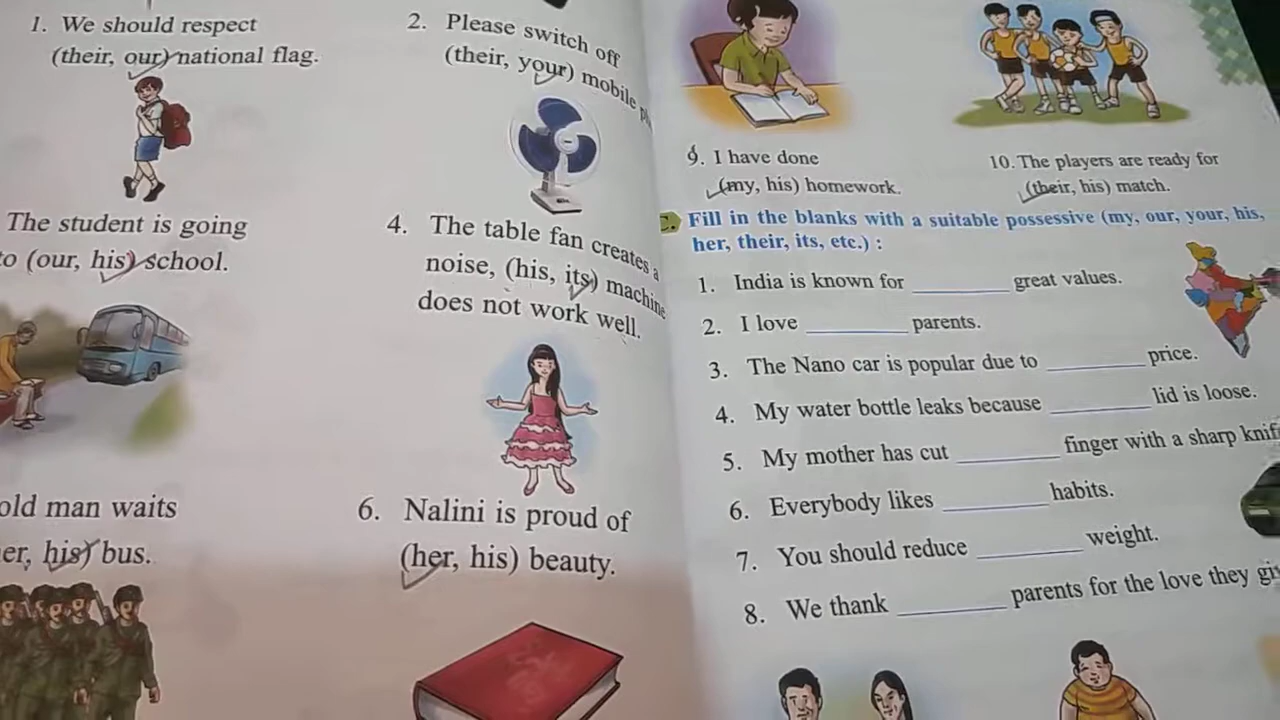 1. We should respect
(their, our) national flag.
2. Please switch off
(their, your) mobile
The student is going
to (our, his) school.
4. The table fan creates a
noise, (his, its) machine
does not work well.
old man waits
his) bus.
6. Nalini is proud of
(her, his) beauty.
9. I have done
(my, his) homework.
10. The players are ready for
(their, his) match.
C. Fill in the blanks with a suitable possessive (my, our, your, his,
her, their, its, etc.) :
1. India is known for ________ great values.
2. I love ________ parents.
3. The Nano car is popular due to ________ price.
4. My water bottle leaks because ________ lid is loose.
5. My mother has cut ________ finger with a sharp
6. Everybody likes ________ habits.
7. You should reduce ________ weight.
8. We thank ________ parents for the love they